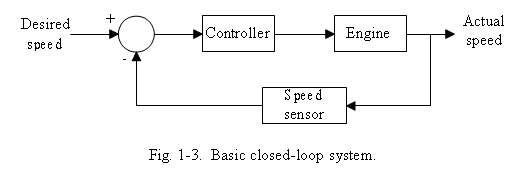 Desired
speed
+
-
Controller
Engine
Actual
speed
Speed
sensor
Fig. 1-3. Basic closed-loop system.